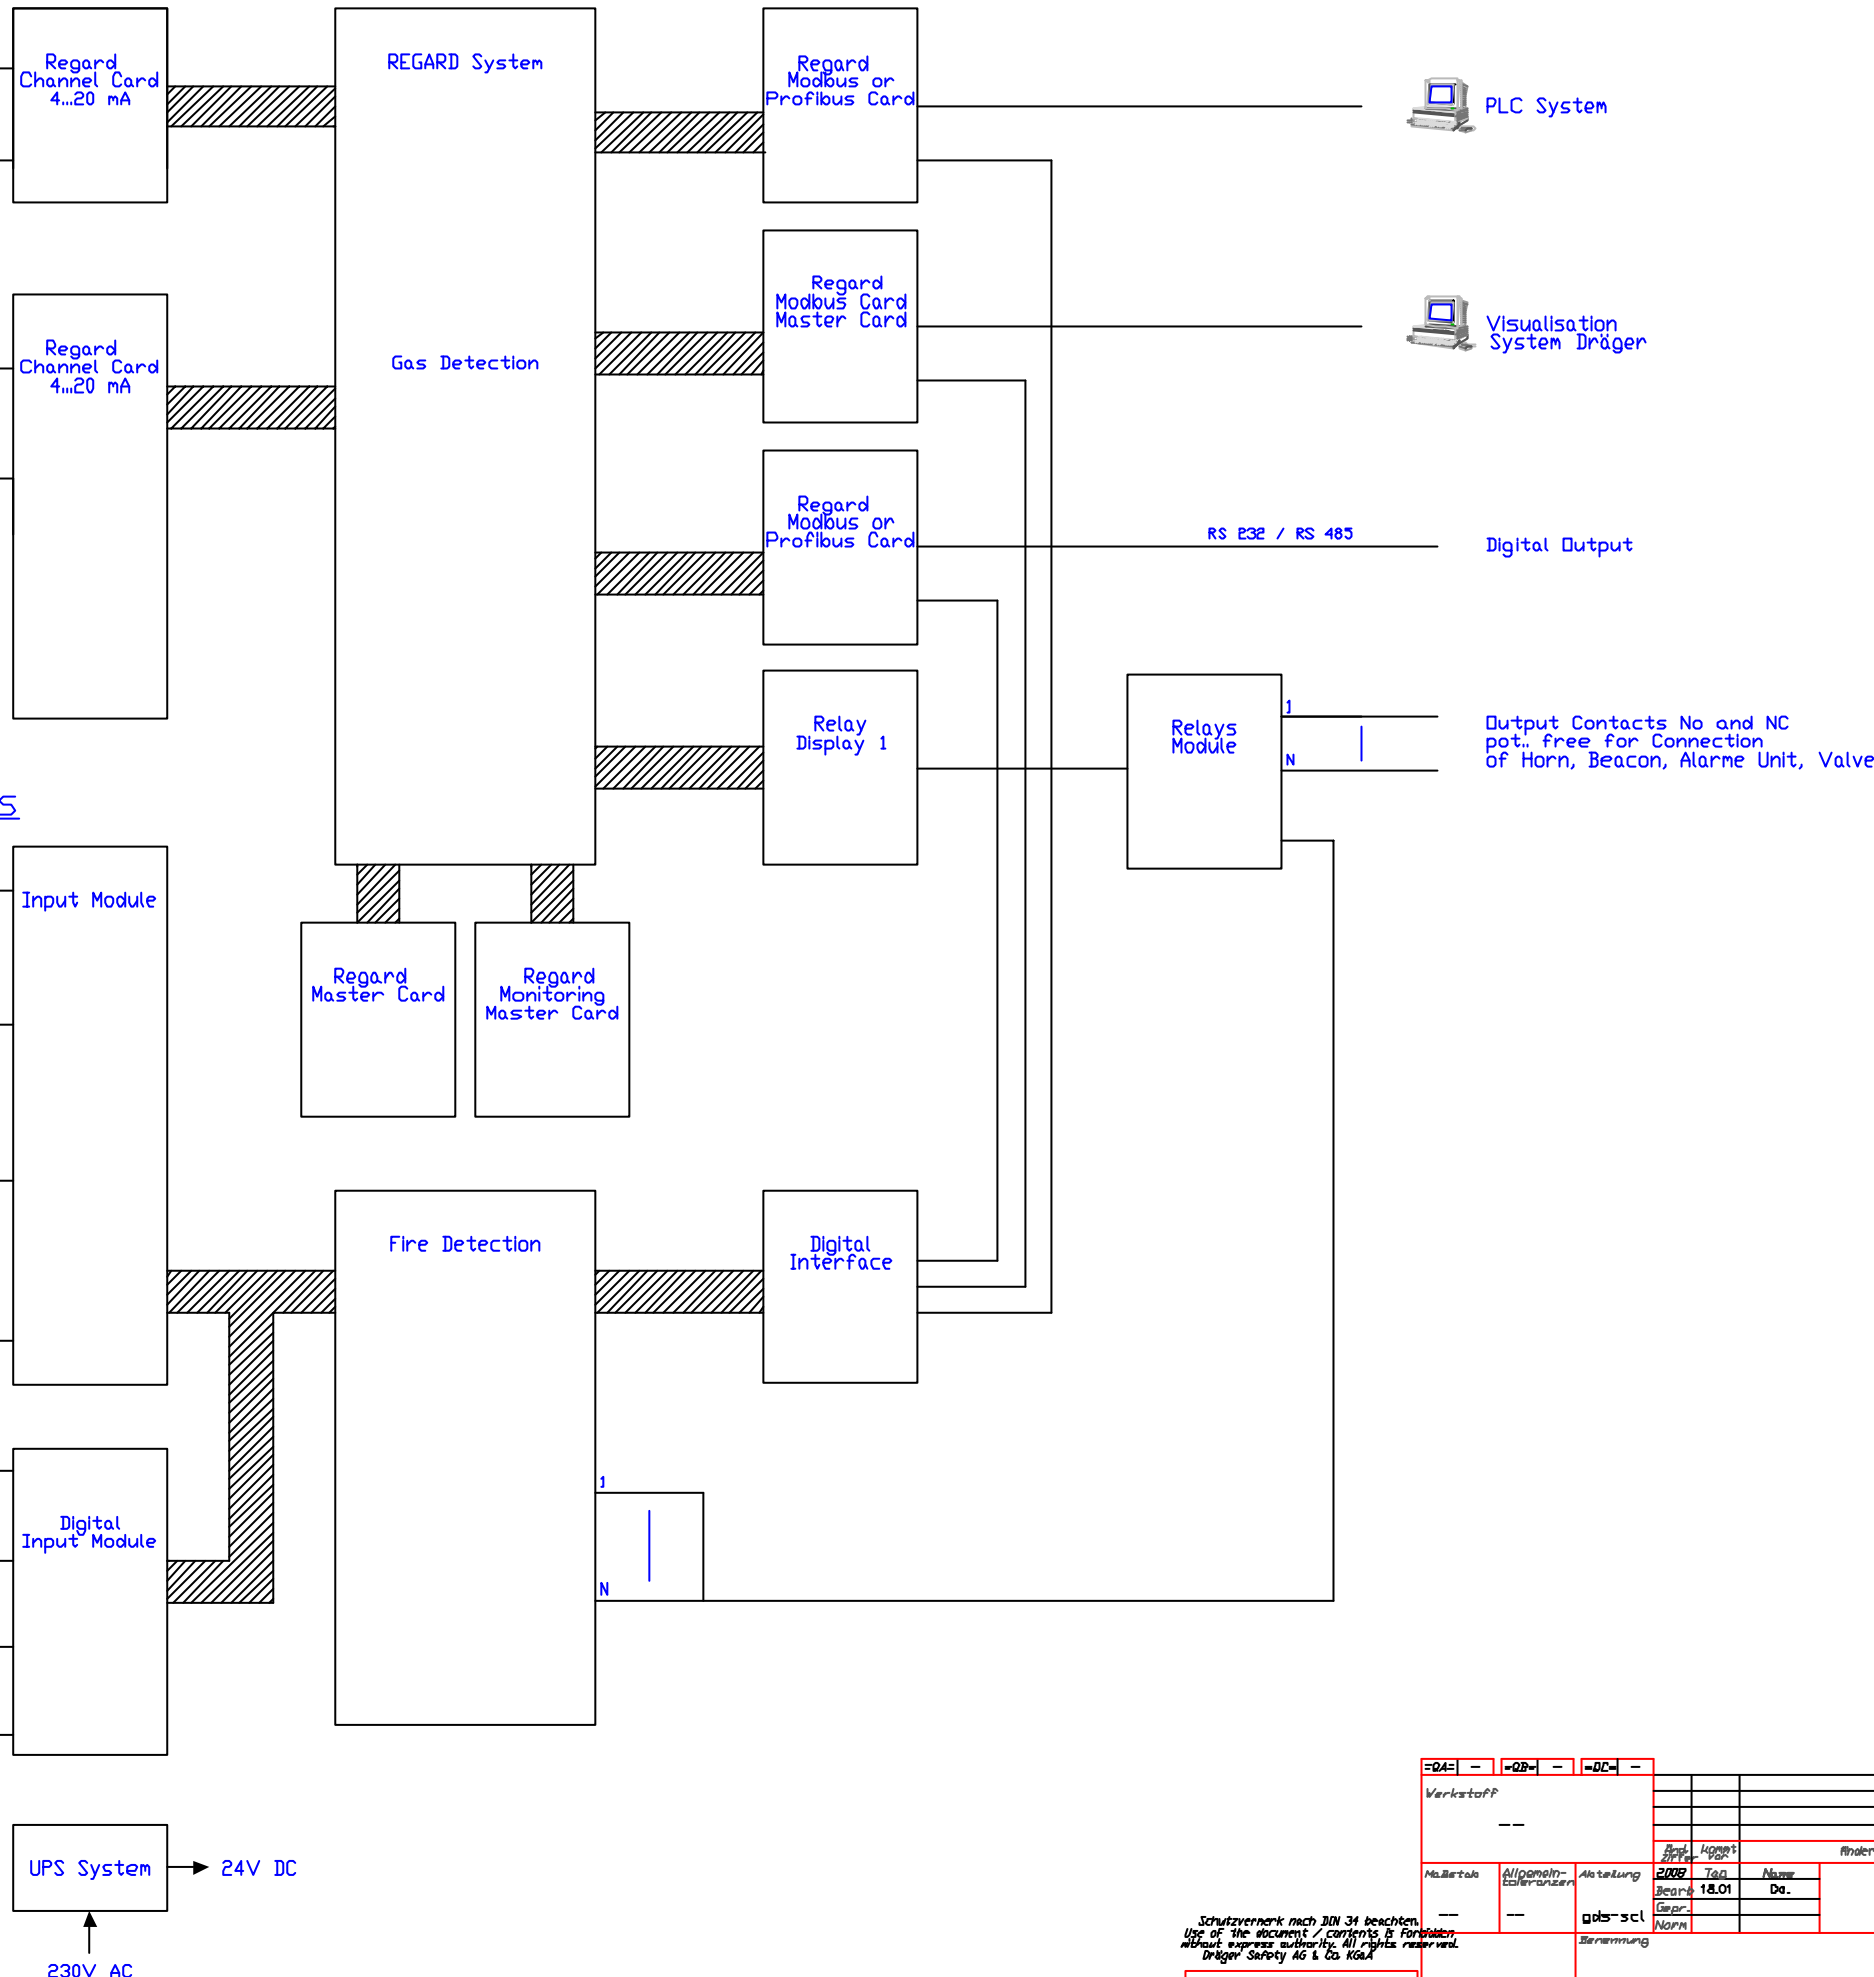 Regard
Channel Card
4...20 mA
REGARD System
Regard
Modbus or
Profibus Card
PLC System
Regard
Modbus Card
Master Card
Visualisation
System Dräger
Regard
Channel Card
4...20 mA
Gas Detection
Regard
Modbus or
Profibus Card
RS 232 / RS 485
Digital Output
Relay
Display 1
Relays
Module
1
N
Output Contacts No and NC
pot.. free for Connection
of Horn, Beacon, Alarme Unit, Valve
S
Input Module
Regard
Master Card
Regard
Monitoring
Master Card
Fire Detection
Digital
Interface
1
N
Digital
Input Module
UPS System
24V DC
230V AC
=QA= - =QB= - =DC= -
Werkstoff
--
kommt
vor
Maßstab
Allgemein-
toleranzen
Abteilung
2008 Tag Name
Bearb 18.01 Da.
Gepr.
Norm
-- -- gds-scl
Benennung
Schutzvermerk nach DIN 34 beachten.
Use of the document / contents is Forbidden
without express authority. All rights reserved.
Dräger Safety AG & Co. KGaA